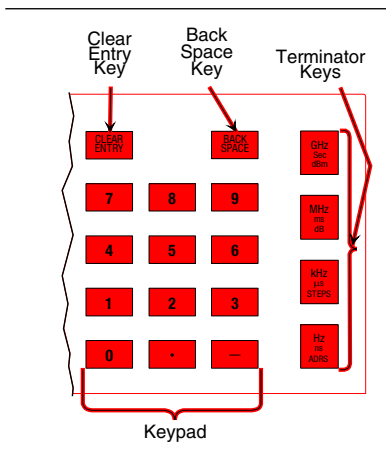 Clear
Entry
Key
Back
Space
Key
Terminator
Keys
CLEAR
ENTRY
BACK
SPACE
GHz
Sec
dBm
7 8 9
MHz
ms
dB
4 5 6
kHz
µs
STEPS
1 2 3
Hz
ns
ADRS
0 · —
Keypad